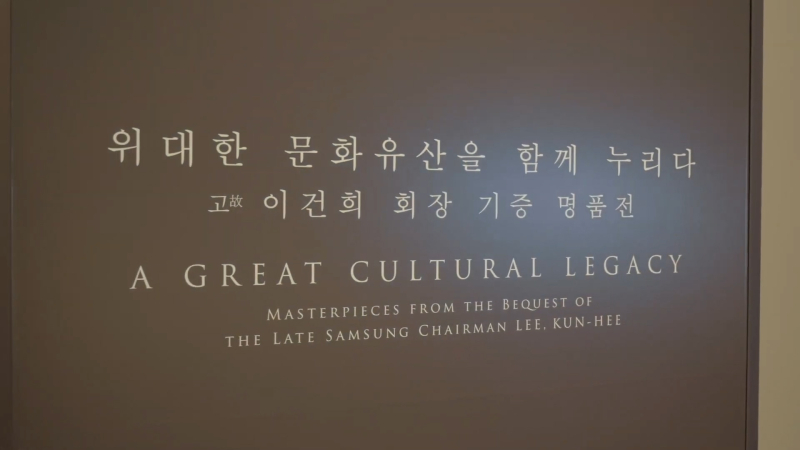 위대한 문화유산을 함께 누리다
고故 이건희 회장 기증 명품전
A GREAT CULTURAL LEGACY
MASTERPIECES FROM THE BEQUEST OF
THE LATE SAMSUNG CHAIRMAN LEE, KUN-HEE